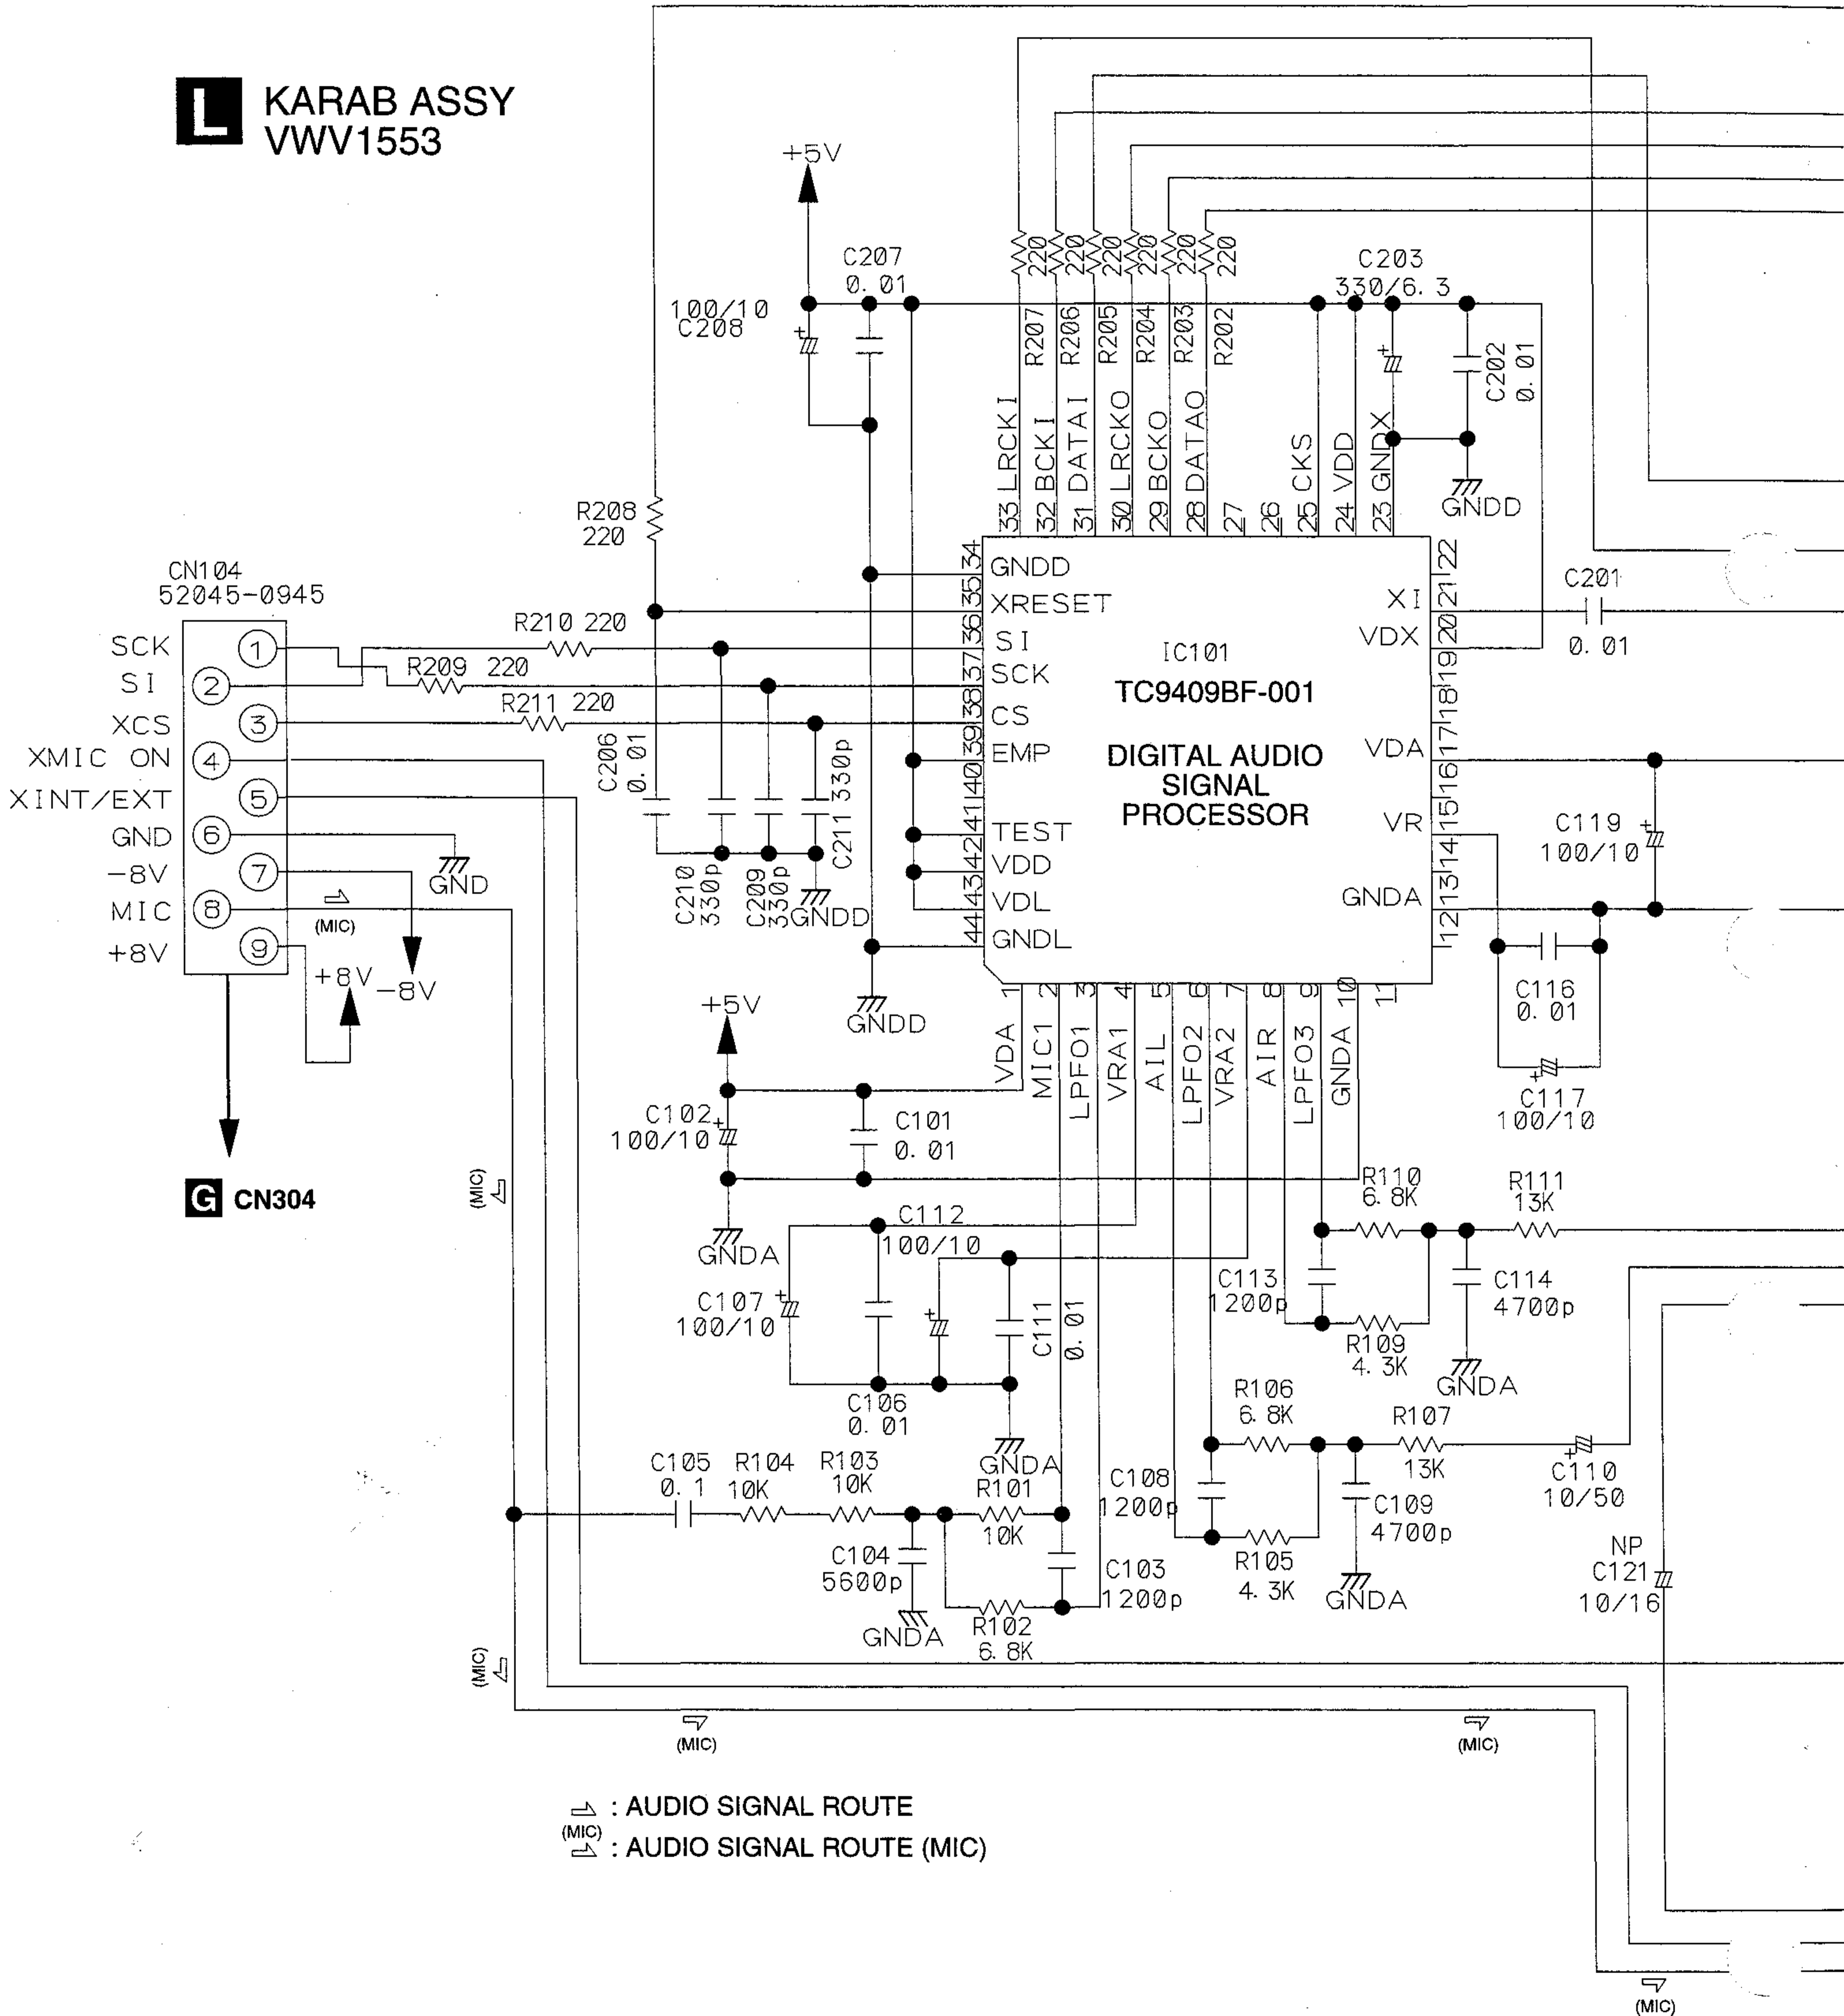 L KARAB ASSY
VWV1553
+5V
C207
0.01
100/10
C208
220
220
220
220
220
220
R207
R206
R205
R204
R203
R202
C203
330/6.3
C202
0.01
GNDD
R208
220
33 LRCKI
32 BCKI
31 DATAI
30 LRCKO
29 BCKO
28 DATAO
27
26
25 CKS
24 VDD
23 GNDX
CN104
52045-0945
SCK 1
SI 2
XCS 3
XMIC ON 4
XINT/EXT 5
GND 6
-8V 7
MIC 8
+8V 9
GND
(MIC)
+8V
-8V
G CN304
R210 220
R209 220
R211 220
C206
0.01
C210
330p
C209
330p
C211 330p
GNDD
34 GNDD
35 XRESET
36 SI
37 SCK
38 CS
39 EMP
40
41 TEST
42 VDD
43 VDL
44 GNDL
GNDD
IC101
TC9409BF-001
DIGITAL AUDIO
SIGNAL
PROCESSOR
22
XI 21
VDX 20
19
18
VDA 17
16
VR 15
14
GNDA 13
12
C201
0.01
C119
100/10
C116
0.01
C117
100/10
1 VDA
2 MIC1
3 LPFO1
4 VRA1
5 AIL
6 LPFO2
7 VRA2
8 AIR
9 LPFO3
10 GNDA
11
+5V
C102
100/10
C101
0.01
GNDA
(MIC)
C112
100/10
C107
100/10
C111
0.01
C106
0.01
GNDA
R110
6.8K
R111
13K
C113
1200p
C114
4700p
R109
4.3K
GNDA
R106
6.8K
R107
13K
C110
10/50
C108
1200p
C109
4700p
R105
4.3K
GNDA
NP
C121
10/16
C105
0.1
R104
10K
R103
10K
R101
10K
C104
5600p
C103
1200p
GNDA
R102
6.8K
(MIC)
(MIC)
(MIC)
: AUDIO SIGNAL ROUTE
(MIC)
: AUDIO SIGNAL ROUTE (MIC)
(MIC)